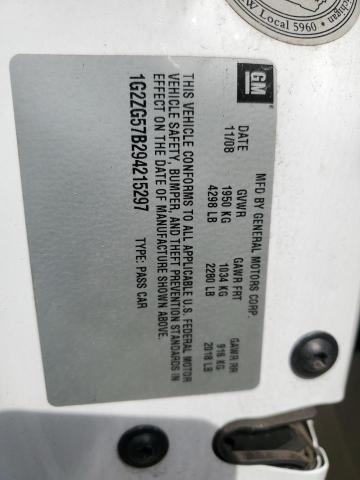 Michigan
W Local 5960
GM
MFD BY GENERAL MOTORS CORP.
DATE GVWR GAWR FRT GAWR RR
11/08 1950 KG 1034 KG 916 KG
4298 LB 2280 LB 2018 LB
THIS VEHICLE CONFORMS TO ALL APPLICABLE U.S. FEDERAL MOTOR
VEHICLE SAFETY, BUMPER, AND THEFT PREVENTION STANDARDS IN
EFFECT ON THE DATE OF MANUFACTURE SHOWN ABOVE.
1G2ZG57B294215297 TYPE: PASS CAR